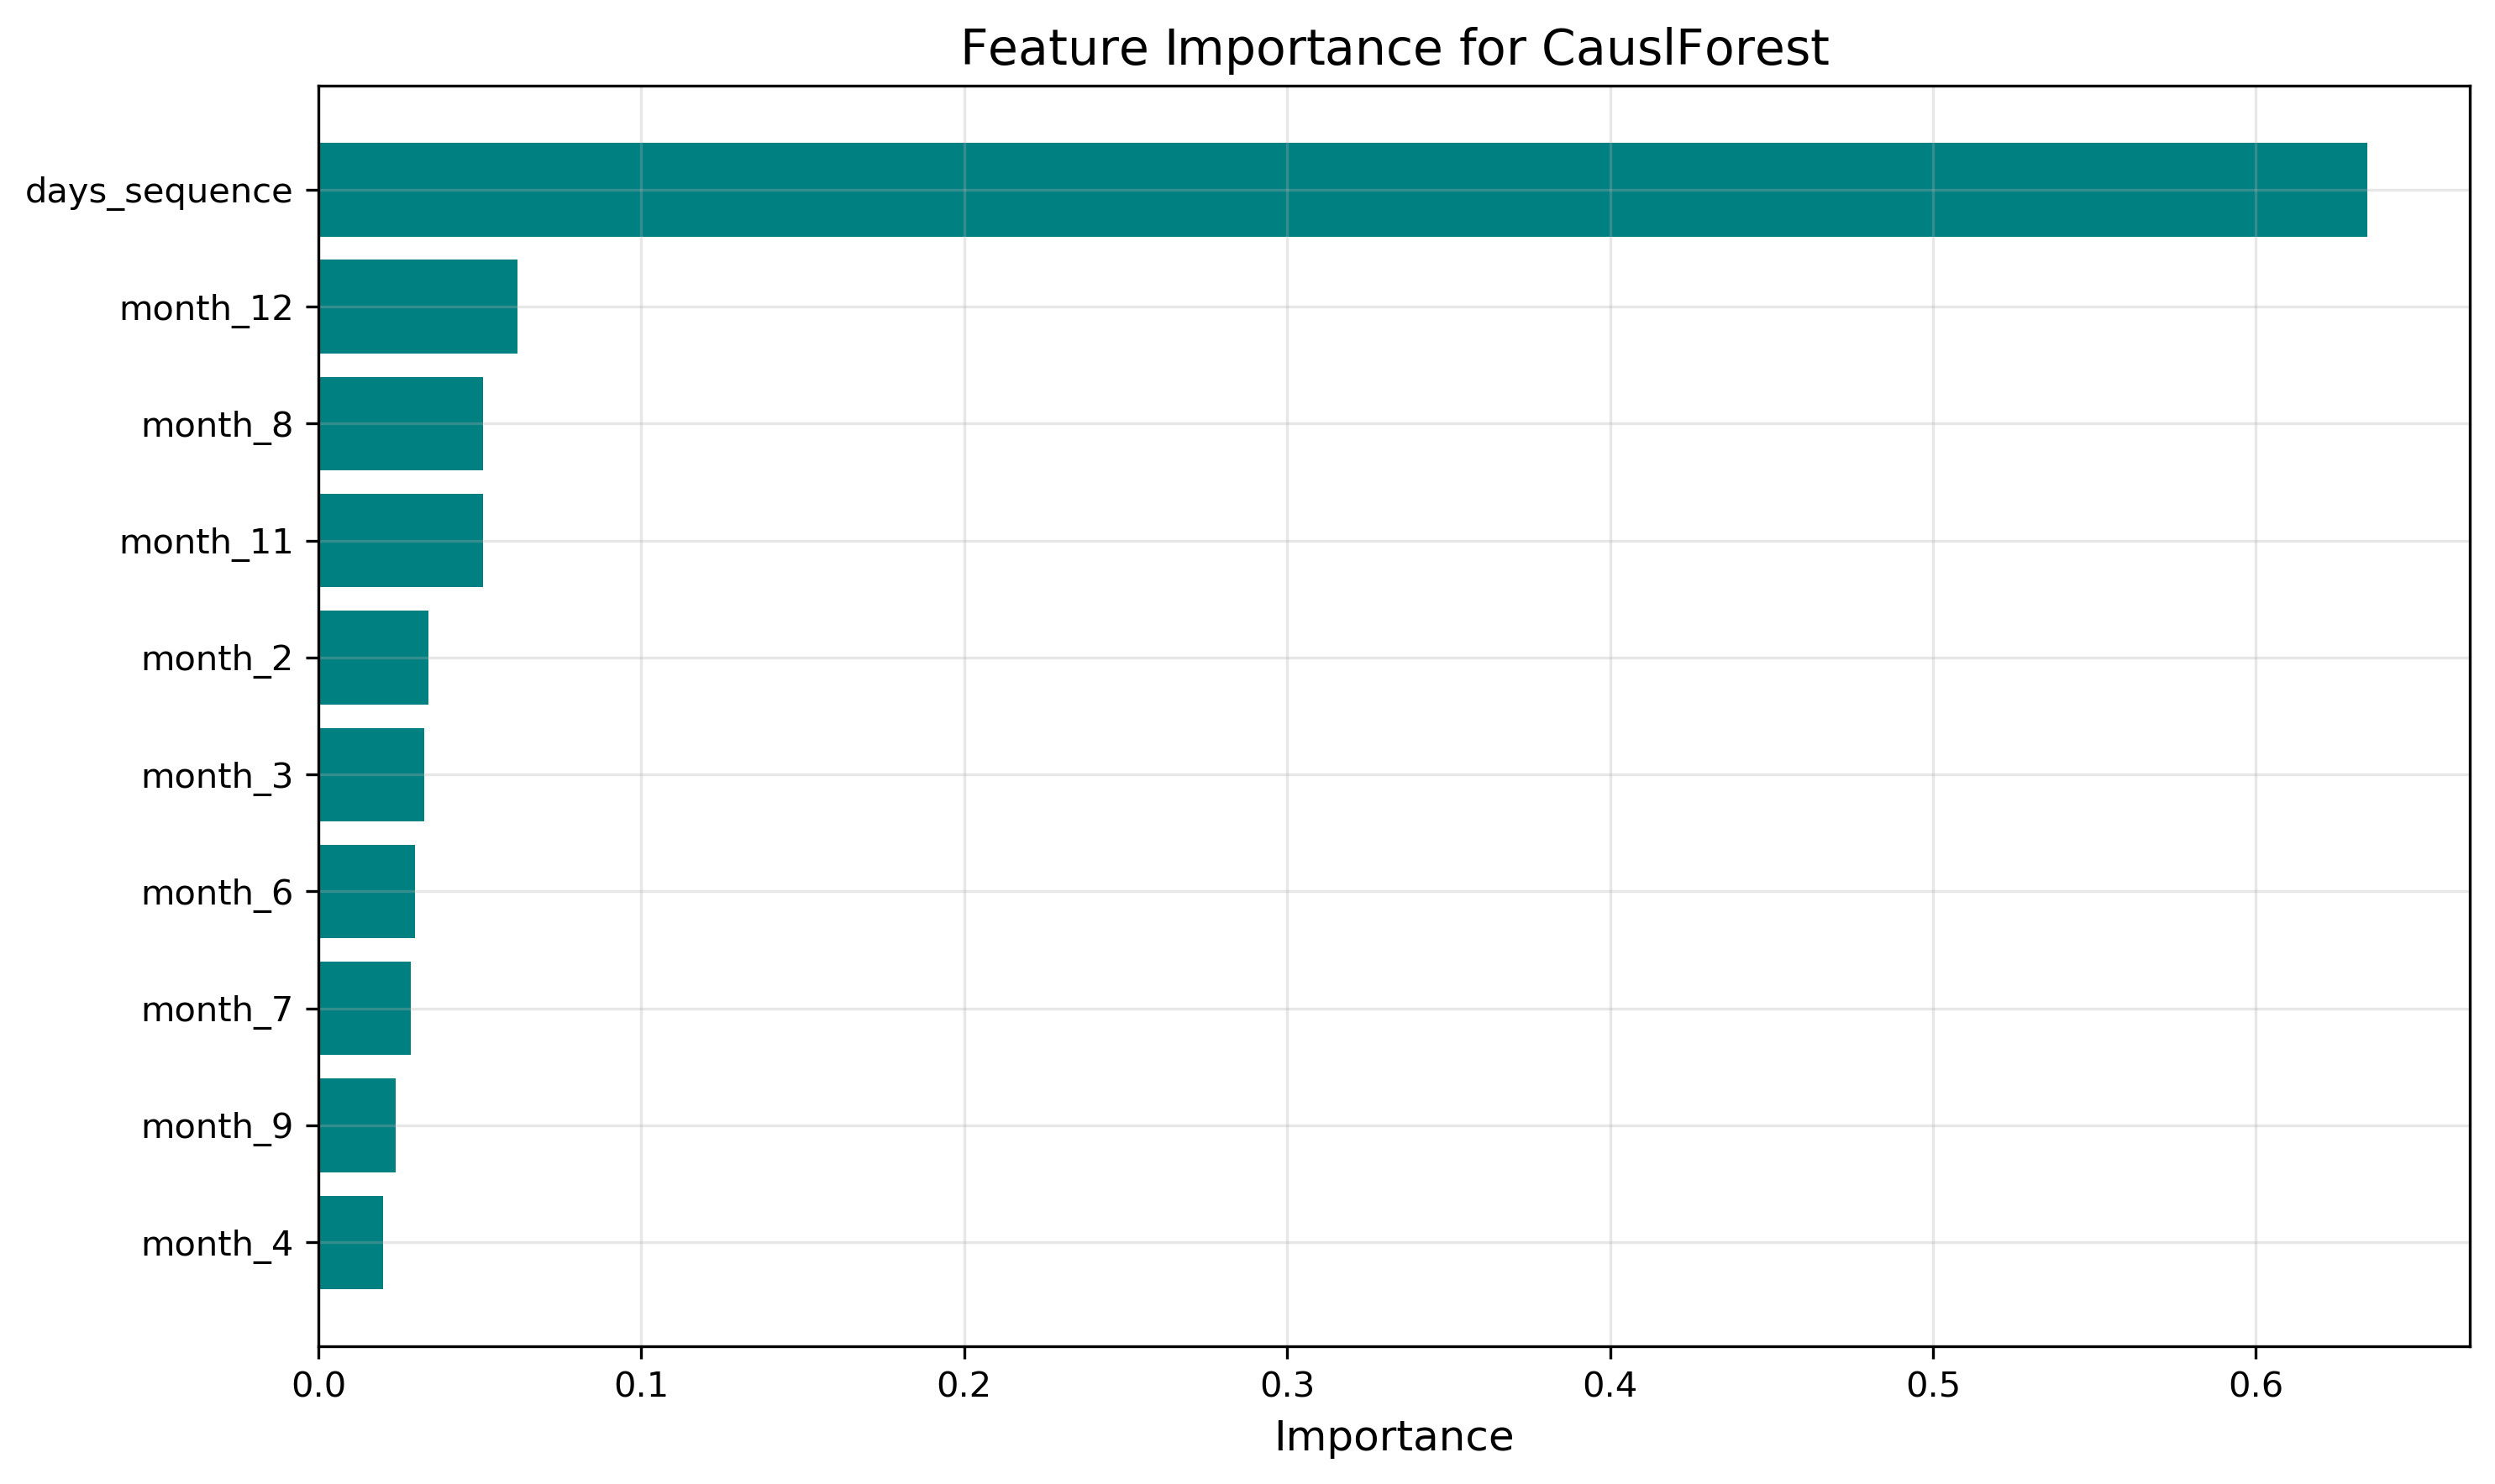 Feature Importance for CauslForest
days_sequence
month_12
month_8
month_11
month_2
month_3
month_6
month_7
month_9
month_4
0.0 0.1 0.2 0.3 0.4 0.5 0.6
Importance